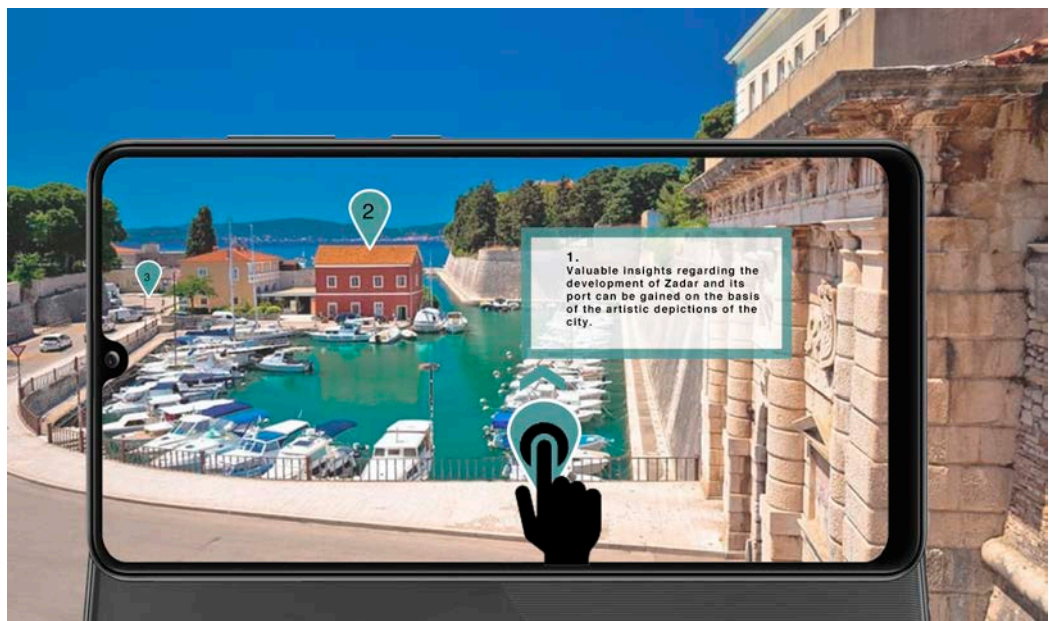 2
3
1.
Valuable insights regarding the
development of Zadar and its
port can be gained on the basis
of the artistic depictions of the
city.